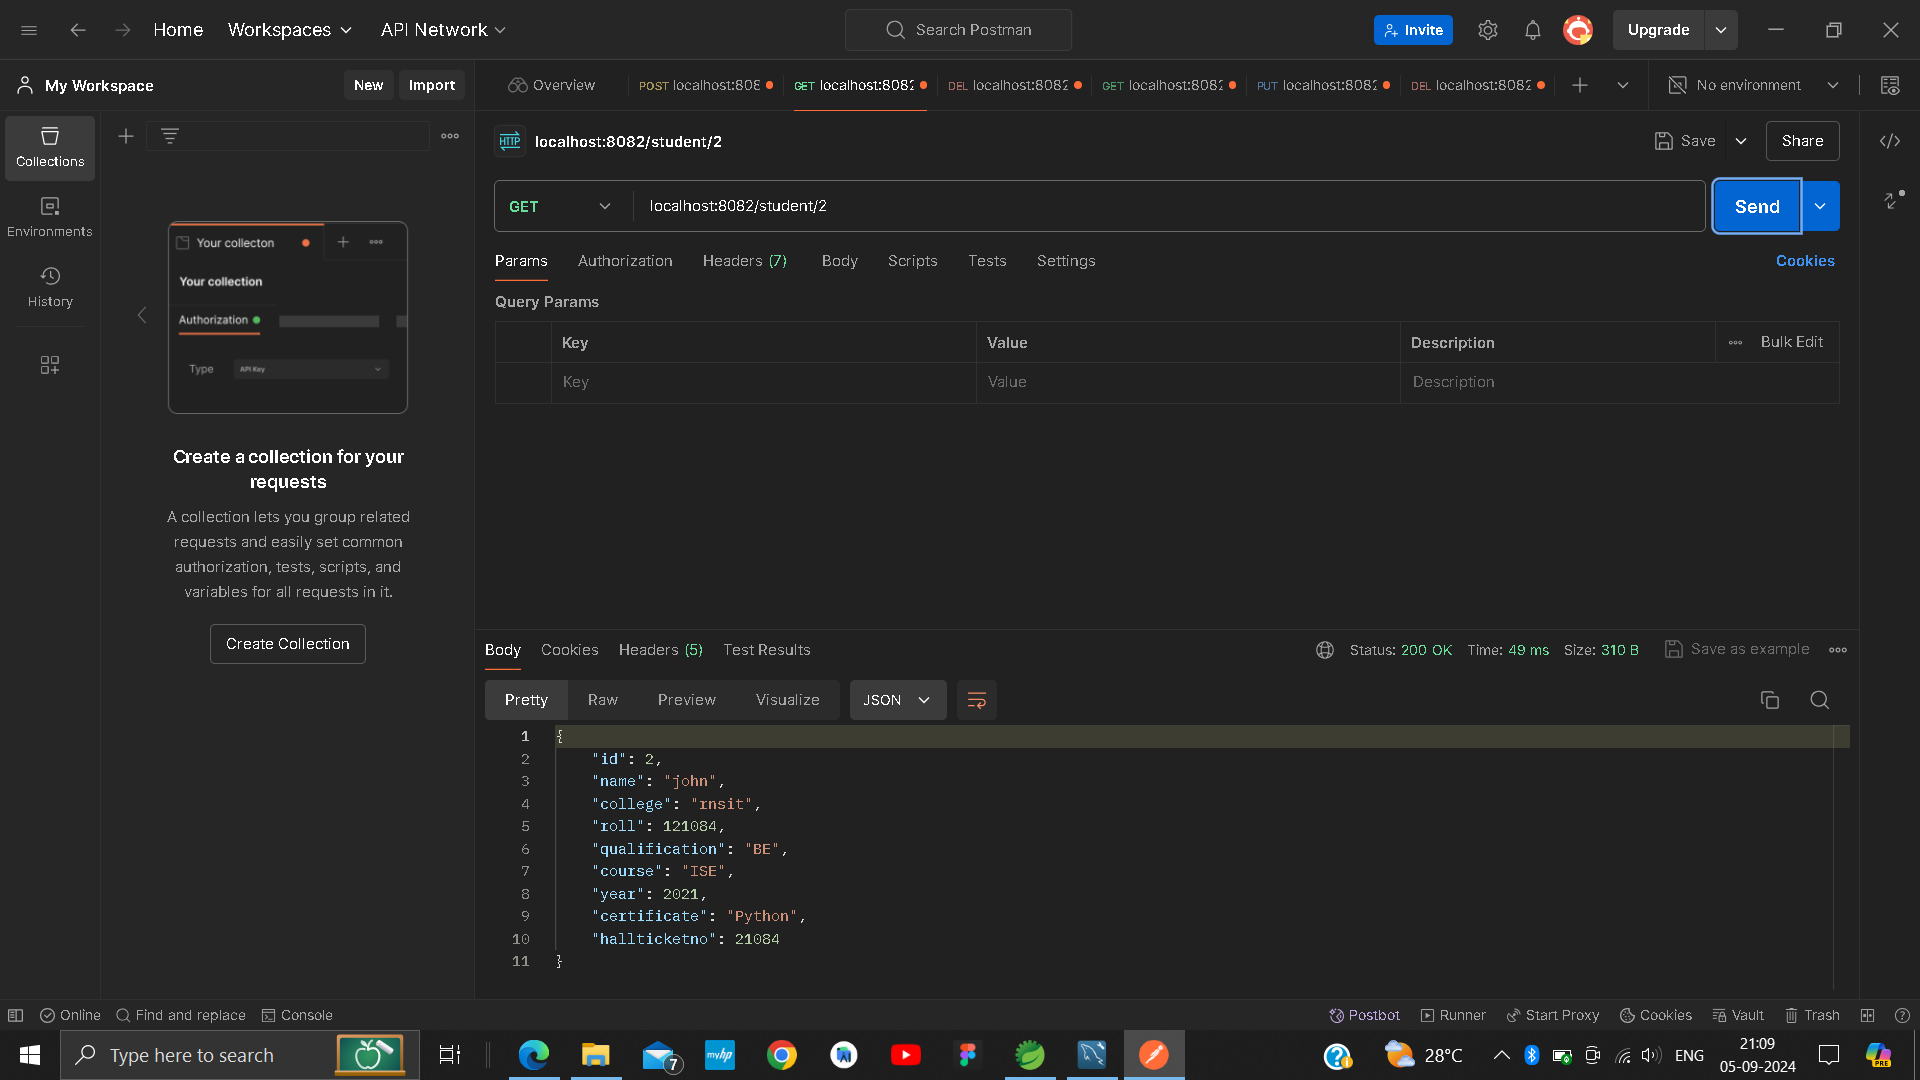 Home
Workspaces
API Network
Search Postman
Invite
Upgrade
My Workspace
New
Import
Overview
POST localhost:808
GET localhost:8082
DEL localhost:8082
GET localhost:8082
PUT localhost:8082
DEL localhost:8082
No environment
Collections
Environments
History
Your collecton
Your collection
Authorization
Type
API Key
Create a collection for your
requests
A collection lets you group related
requests and easily set common
authorization, tests, scripts, and
variables for all requests in it.
Create Collection
HTTP
localhost:8082/student/2
Save
Share
GET
localhost:8082/student/2
Send
Params
Authorization
Headers (7)
Body
Scripts
Tests
Settings
Cookies
Query Params
Key
Value
Description
Bulk Edit
Key
Value
Description
Body
Cookies
Headers (5)
Test Results
Status: 200 OK
Time: 49 ms
Size: 310 B
Save as example
Pretty
Raw
Preview
Visualize
JSON
1 {
2 "id": 2,
3 "name": "john",
4 "college": "rnsit",
5 "roll": 121084,
6 "qualification": "BE",
7 "course": "ISE",
8 "year": 2021,
9 "certificate": "Python",
10 "hallticketno": 21084
11 }
Online
Find and replace
Console
Postbot
Runner
Start Proxy
Cookies
Vault
Trash
Type here to search
7
myhp
28°C
ENG
21:09
05-09-2024
PRE